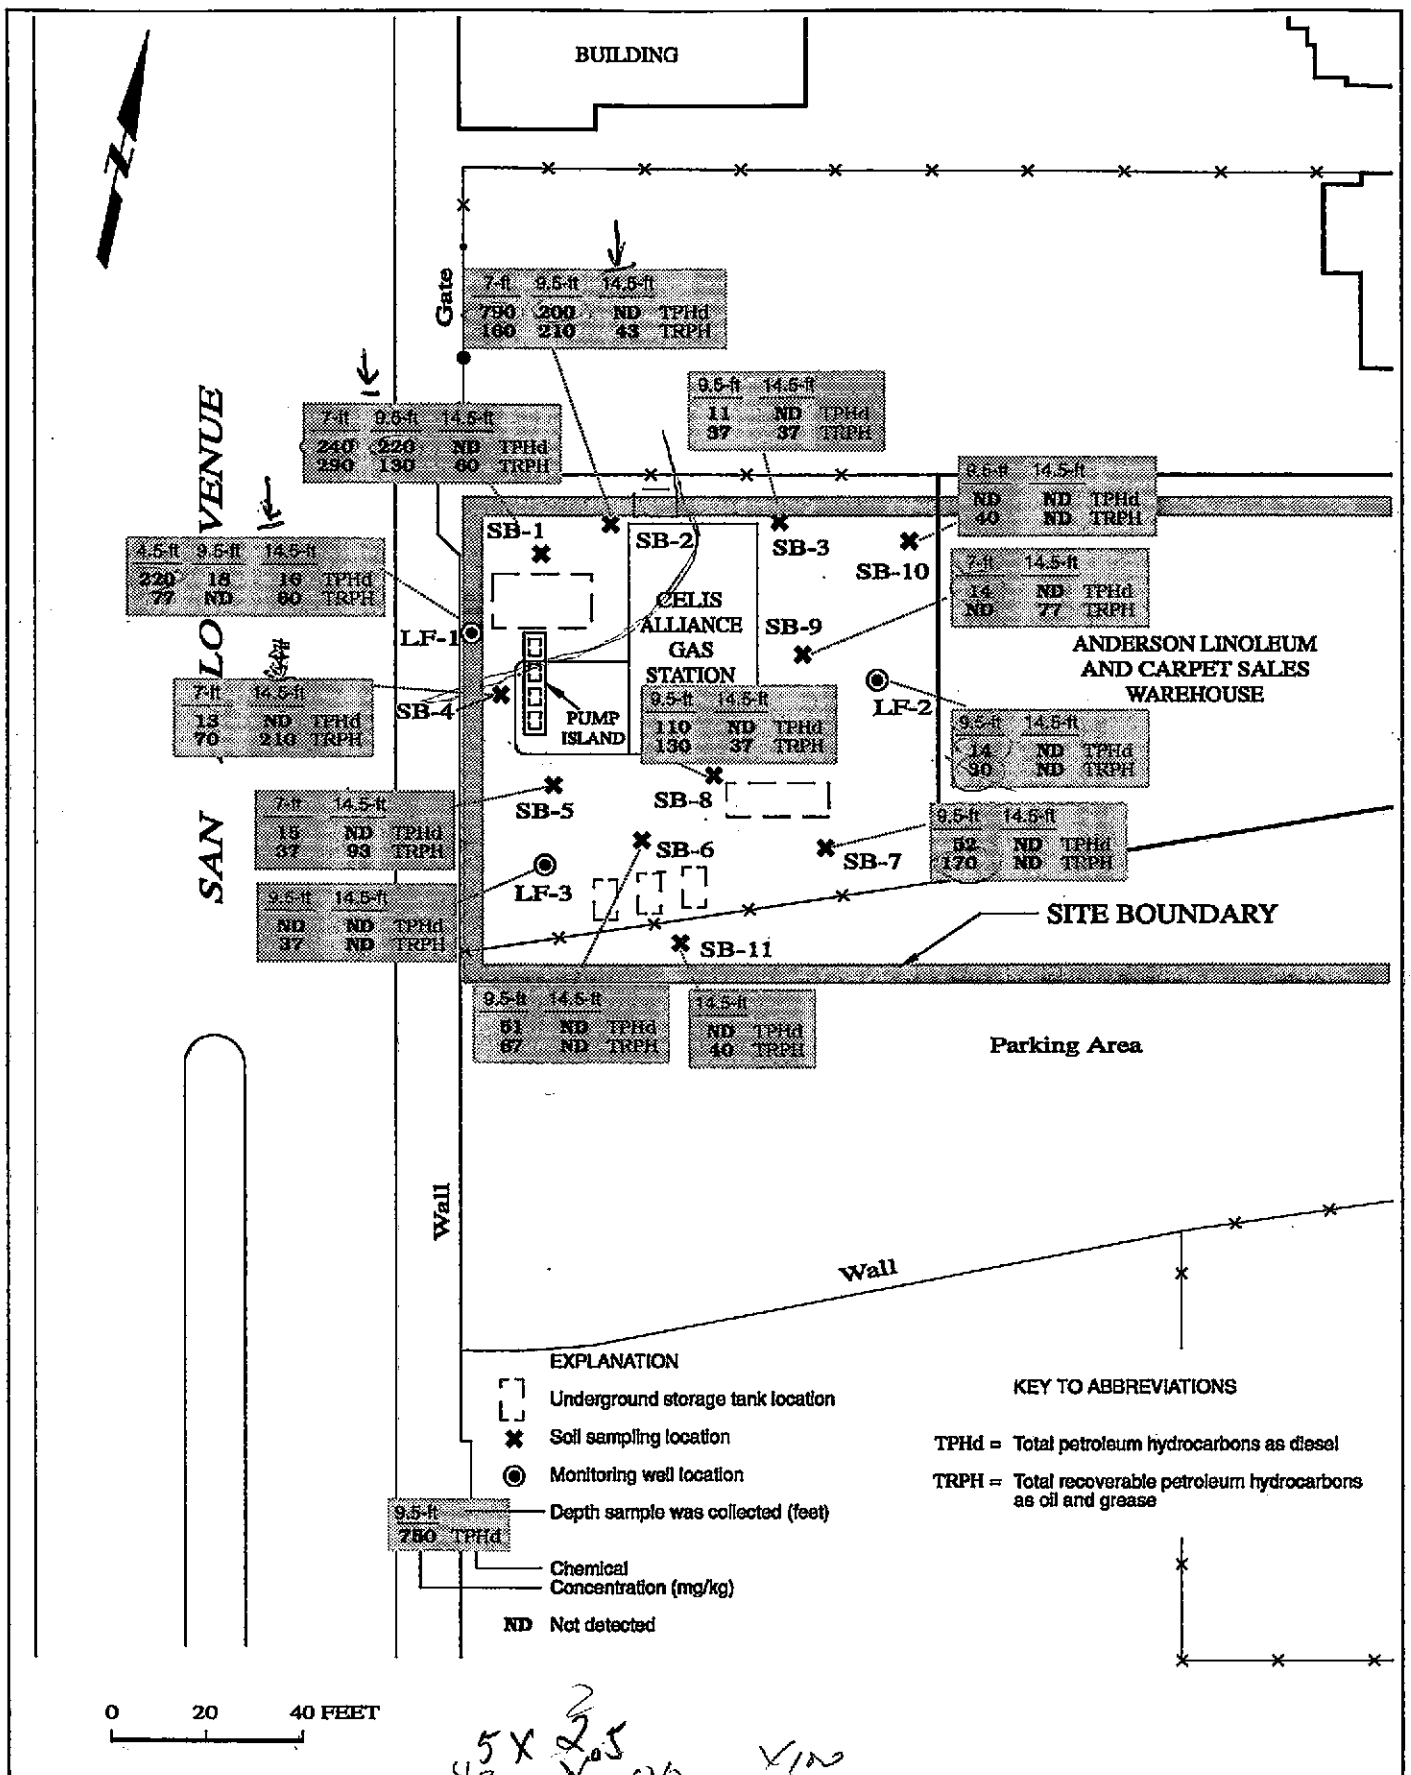 BUILDING
Gate
7-ft 9.5-ft 14.5-ft
790 200 ND TPHd
160 210 43 TRPH
9.5-ft 14.5-ft
11 ND TPHd
37 37 TRPH
7-ft 9.5-ft 14.5-ft
240 220 ND TPHd
290 130 60 TRPH
9.5-ft 14.5-ft
ND ND TPHd
40 ND TRPH
SAN LO VENUE
SB-1
SB-2
SB-3
SB-10
4.5-ft 9.5-ft 14.5-ft
220 18 16 TPHd
77 ND 60 TRPH
7-ft 14.5-ft
14 ND TPHd
ND 77 TRPH
LF-1
CELIS
ALLIANCE
GAS
STATION
SB-9
ANDERSON LINOLEUM
AND CARPET SALES
WAREHOUSE
7-ft 14.5-ft
13 ND TPHd
70 210 TRPH
SB-4
PUMP
ISLAND
9.5-ft 14.5-ft
110 ND TPHd
130 37 TRPH
LF-2
9.5-ft 14.5-ft
14 ND TPHd
30 ND TRPH
SB-5
SB-8
7-ft 14.5-ft
15 ND TPHd
37 93 TRPH
SB-6
SB-7
9.5-ft 14.5-ft
52 ND TPHd
170 ND TRPH
LF-3
9.5-ft 14.5-ft
ND ND TPHd
37 ND TRPH
SITE BOUNDARY
SB-11
9.5-ft 14.5-ft
51 ND TPHd
67 ND TRPH
14.5-ft
ND TPHd
40 TRPH
Parking Area
Wall
Wall
EXPLANATION
Underground storage tank location
Soil sampling location
Monitoring well location
9.5-ft
750 TPHd
Depth sample was collected (feet)
Chemical
Concentration (mg/kg)
ND Not detected
KEY TO ABBREVIATIONS
TPHd = Total petroleum hydrocarbons as diesel
TRPH = Total recoverable petroleum hydrocarbons
as oil and grease
0 20 40 FEET
5 X 2.5